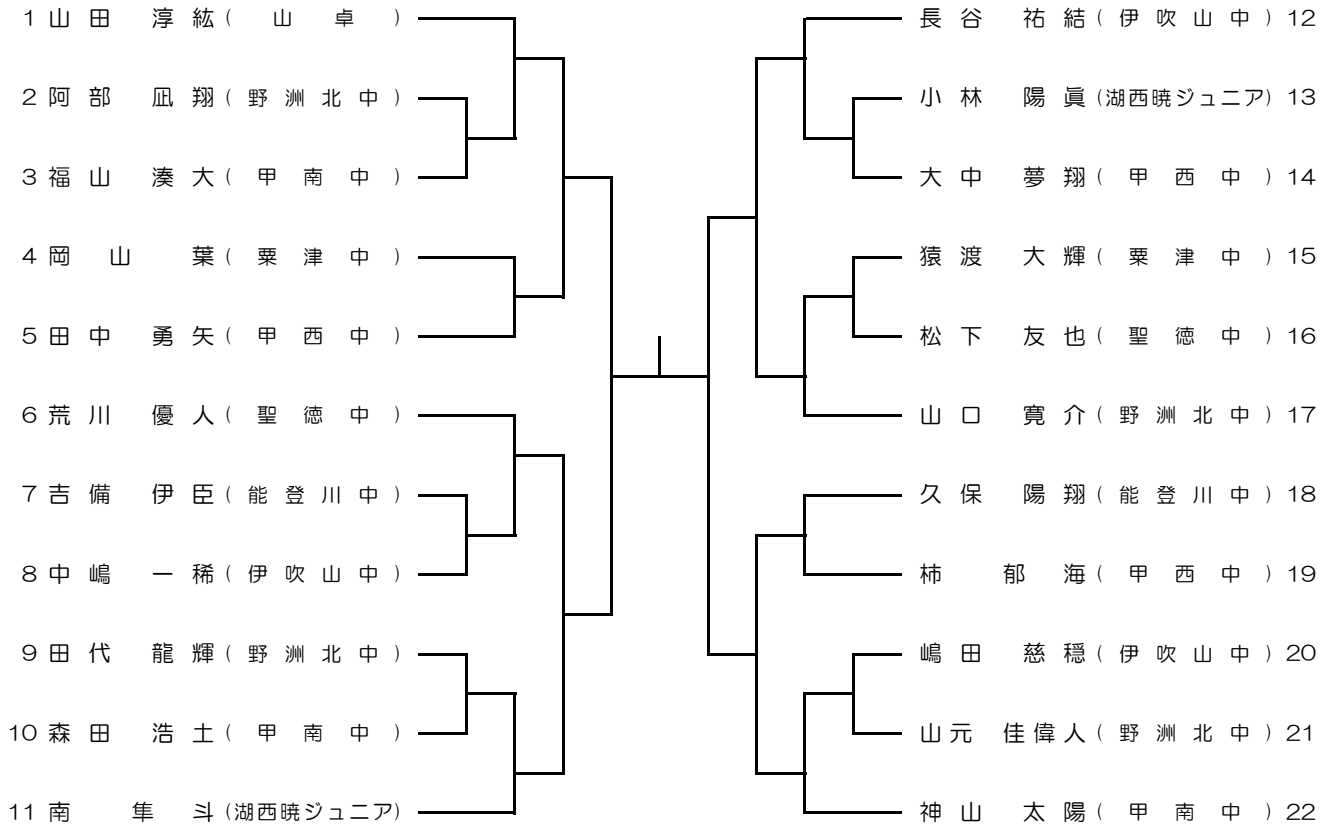 1 山田 淳紘 (山卓)
2 阿部 凪翔 (野洲北中)
3 福山 湊大 (甲南中)
4 岡山 葉 (粟津中)
5 田中 勇矢 (甲西中)
6 荒川 優人 (聖徳中)
7 吉備 伊臣 (能登川中)
8 中嶋 一稀 (伊吹山中)
9 田代 龍輝 (野洲北中)
10 森田 浩土 (甲南中)
11 南 隼斗 (湖西暁ジュニア)
長谷 祐結 (伊吹山中) 12
小林 陽眞 (湖西暁ジュニア) 13
大中 夢翔 (甲西中) 14
猿渡 大輝 (粟津中) 15
松下 友也 (聖徳中) 16
山口 寛介 (野洲北中) 17
久保 陽翔 (能登川中) 18
柿 郁海 (甲西中) 19
嶋田 慈穏 (伊吹山中) 20
山元 佳偉人 (野洲北中) 21
神山 太陽 (甲南中) 22